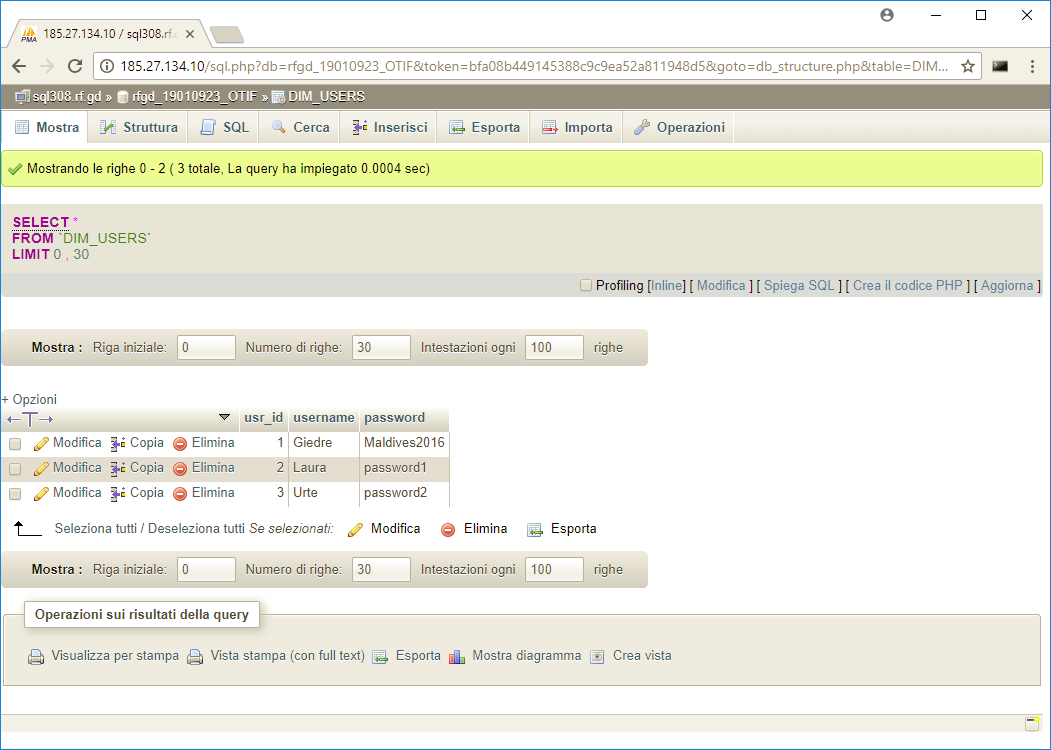 185.27.134.10 / sql308.rf.g
185.27.134.10/sql.php?db=rfgd_19010923_OTIF&token=bfa08b449145388c9c9ea52a811948d5&goto=db_structure.php&table=DIM...
sql308.rf.gd » rfgd_19010923_OTIF » DIM_USERS
Mostra Struttura SQL Cerca Inserisci Esporta Importa Operazioni
Mostrando le righe 0 - 2 ( 3 totale, La query ha impiegato 0.0004 sec)
SELECT *
FROM `DIM_USERS`
LIMIT 0 , 30
Profiling [Inline] [ Modifica ] [ Spiega SQL ] [ Crea il codice PHP ] [ Aggiorna ]
Mostra : Riga iniziale: 0 Numero di righe: 30 Intestazioni ogni 100 righe
+ Opzioni
←T→ usr_id username password
Modifica Copia Elimina 1 Giedre Maldives2016
Modifica Copia Elimina 2 Laura password1
Modifica Copia Elimina 3 Urte password2
Seleziona tutti / Deseleziona tutti Se selezionati: Modifica Elimina Esporta
Mostra : Riga iniziale: 0 Numero di righe: 30 Intestazioni ogni 100 righe
Operazioni sui risultati della query
Visualizza per stampa Vista stampa (con full text) Esporta Mostra diagramma Crea vista